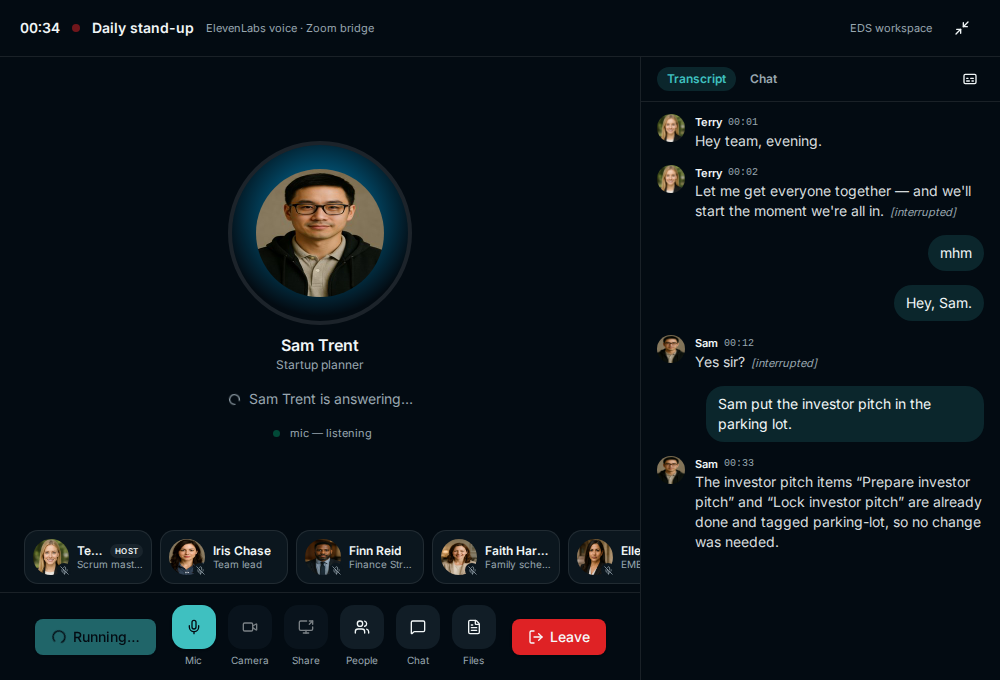 00:34 Daily stand-up ElevenLabs voice · Zoom bridge
EDS workspace
Sam Trent
Startup planner
Sam Trent is answering...
mic — listening
Te... HOST
Scrum mast...
Iris Chase
Team lead
Finn Reid
Finance Str...
Faith Har...
Family sche...
Elle
EME
Running...
Mic
Camera
Share
People
Chat
Files
Leave
Transcript Chat
Terry 00:01
Hey team, evening.
Terry 00:02
Let me get everyone together — and we'll
start the moment we're all in. [interrupted]
mhm
Hey, Sam.
Sam 00:12
Yes sir? [interrupted]
Sam put the investor pitch in the
parking lot.
Sam 00:33
The investor pitch items “Prepare investor
pitch” and “Lock investor pitch” are already
done and tagged parking-lot, so no change
was needed.